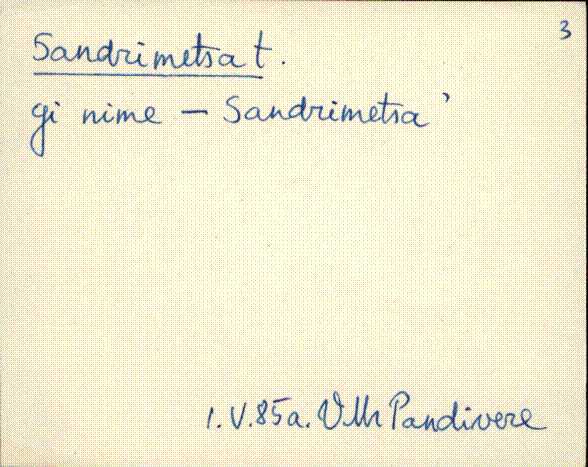 3
Sandrimetsa t.
gi nime – Sandrimetsa'
1.V.85a. VMr Pandivere